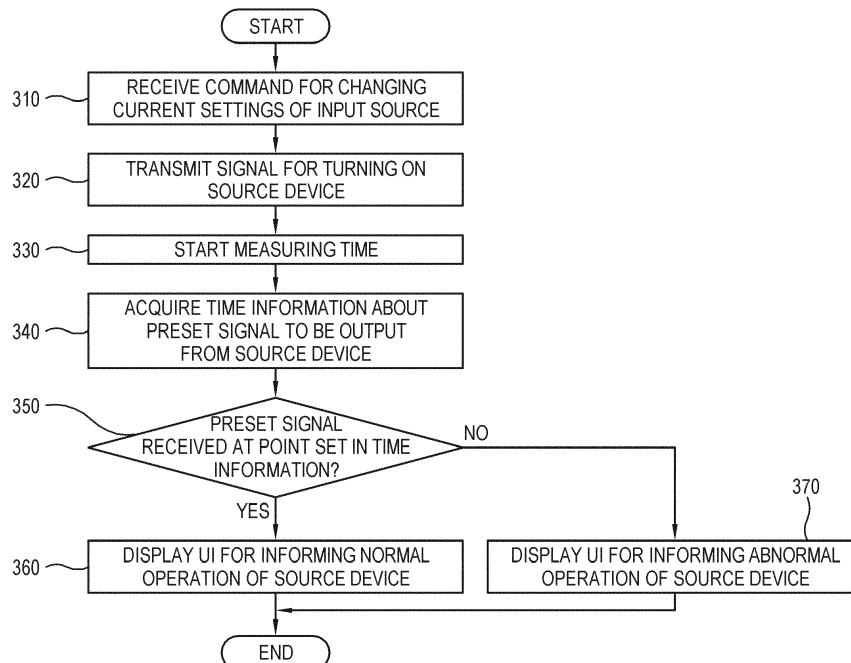 START
310
RECEIVE COMMAND FOR CHANGING
CURRENT SETTINGS OF INPUT SOURCE
320
TRANSMIT SIGNAL FOR TURNING ON
SOURCE DEVICE
330
START MEASURING TIME
340
ACQUIRE TIME INFORMATION ABOUT
PRESET SIGNAL TO BE OUTPUT
FROM SOURCE DEVICE
350
PRESET SIGNAL
RECEIVED AT POINT SET IN TIME
INFORMATION?
NO
YES
360
DISPLAY UI FOR INFORMING NORMAL
OPERATION OF SOURCE DEVICE
370
DISPLAY UI FOR INFORMING ABNORMAL
OPERATION OF SOURCE DEVICE
END